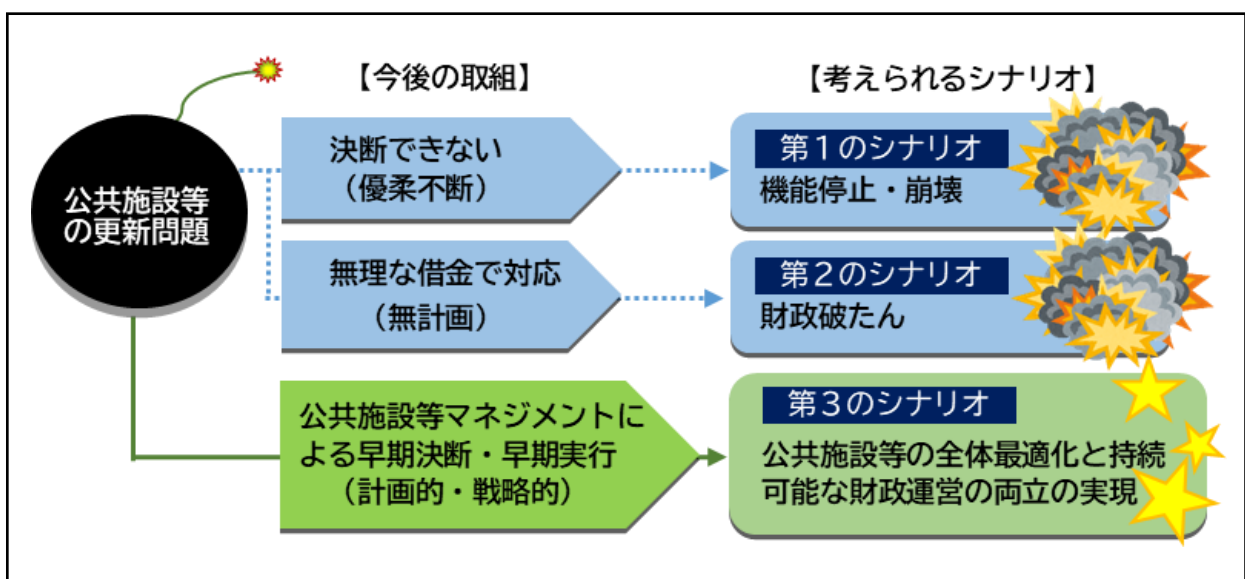 【今後の取組】
【考えられるシナリオ】
公共施設等
の更新問題
決断できない
（優柔不断）
第１のシナリオ
機能停止・崩壊
無理な借金で対応
（無計画）
第２のシナリオ
財政破たん
公共施設等マネジメントに
よる早期決断・早期実行
（計画的・戦略的）
第３のシナリオ
公共施設等の全体最適化と持続
可能な財政運営の両立の実現